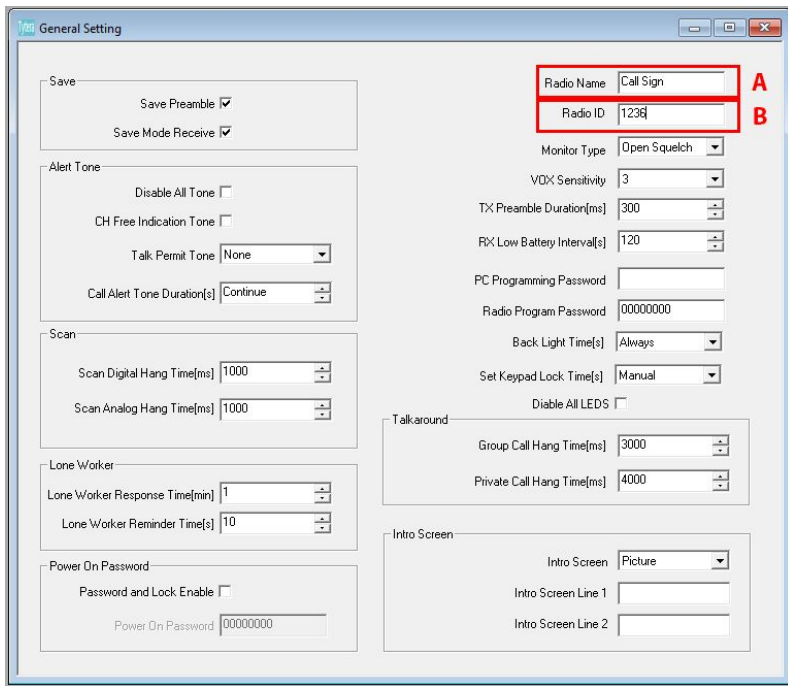 Tytera General Setting
Save
Save Preamble
Save Mode Receive
Alert Tone
Disable All Tone
CH Free Indication Tone
Talk Permit Tone None
Call Alert Tone Duration[s] Continue
Scan
Scan Digital Hang Time[ms] 1000
Scan Analog Hang Time[ms] 1000
Lone Worker
Lone Worker Response Time[min] 1
Lone Worker Reminder Time[s] 10
Power On Password
Password and Lock Enable
Power On Password 00000000
Radio Name Call Sign A
Radio ID 1236 B
Monitor Type Open Squelch
VOX Sensitivity 3
TX Preamble Duration[ms] 300
RX Low Battery Interval[s] 120
PC Programming Password
Radio Program Password 00000000
Back Light Time[s] Always
Set Keypad Lock Time[s] Manual
Diable All LEDS
Talkaround
Group Call Hang Time[ms] 3000
Private Call Hang Time[ms] 4000
Intro Screen
Intro Screen Picture
Intro Screen Line 1
Intro Screen Line 2